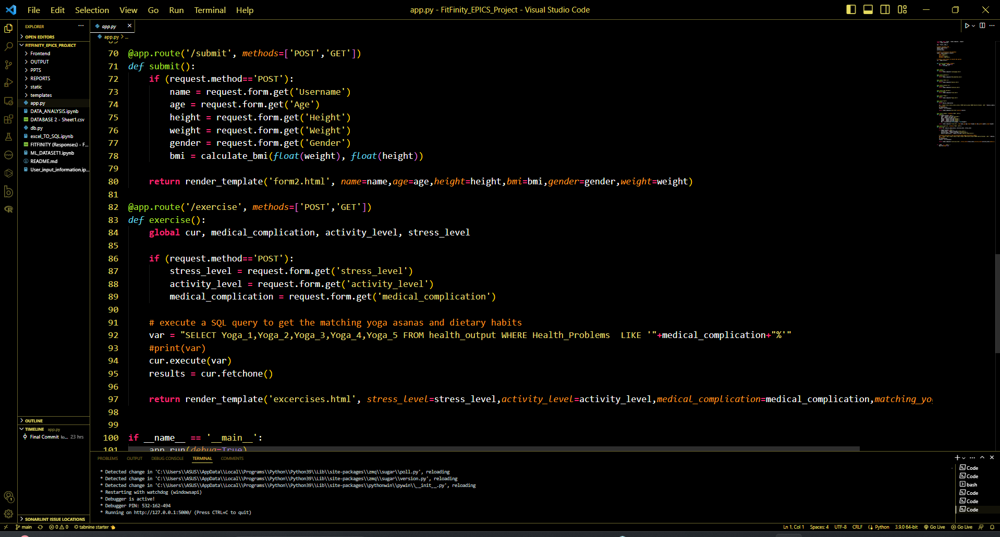 File Edit Selection View Go Run Terminal Help
app.py - FitFinity_EPICS_Project - Visual Studio Code
EXPLORER ···
OPEN EDITORS
FITFINITY_EPICS_PROJECT
Frontend
OUTPUT
PPTS
REPORTS
static
templates
app.py
DATA_ANALYSIS.ipynb
DATABASE 2 - Sheet1.csv
db.py
excel_TO_SQL.ipynb
FITFINITY (Responses) - F...
ML_DATASET1.ipynb
README.md
User_input_information.ip...
OUTLINE
TIMELINE app.py
Final Commit lo... 23 hrs
SONARLINT ISSUE LOCATIONS
app.py
app.py > ...
69
70 @app.route('/submit', methods=['POST','GET'])
71 def submit():
72 if (request.method=='POST'):
73 name = request.form.get('Username')
74 age = request.form.get('Age')
75 height = request.form.get('Height')
76 weight = request.form.get('Weight')
77 gender = request.form.get('Gender')
78 bmi = calculate_bmi(float(weight), float(height))
79
80 return render_template('form2.html', name=name,age=age,height=height,bmi=bmi,gender=gender,weight=weight)
81
82 @app.route('/exercise', methods=['POST','GET'])
83 def exercise():
84 global cur, medical_complication, activity_level, stress_level
85
86 if (request.method=='POST'):
87 stress_level = request.form.get('stress_level')
88 activity_level = request.form.get('activity_level')
89 medical_complication = request.form.get('medical_complication')
90
91 # execute a SQL query to get the matching yoga asanas and dietary habits
92 var = "SELECT Yoga_1,Yoga_2,Yoga_3,Yoga_4,Yoga_5 FROM health_output WHERE Health_Problems  LIKE '"+medical_complication+"%'"
93 #print(var)
94 cur.execute(var)
95 results = cur.fetchone()
96
97 return render_template('excercises.html', stress_level=stress_level,activity_level=activity_level,medical_complication=medical_complication,matching_yo
98
99
100 if __name__ == '__main__':
101 app.run(debug=True)
PROBLEMS OUTPUT DEBUG CONSOLE TERMINAL COMMENTS
* Detected change in 'C:\\Users\\ASUS\\AppData\\Local\\Programs\\Python\\Python39\\Lib\\site-packages\\zmq\\sugar\\poll.py', reloading
* Detected change in 'C:\\Users\\ASUS\\AppData\\Local\\Programs\\Python\\Python39\\Lib\\site-packages\\zmq\\sugar\\version.py', reloading
* Detected change in 'C:\\Users\\ASUS\\AppData\\Local\\Programs\\Python\\Python39\\Lib\\site-packages\\pythonwin\\pywin\\__init__.py', reloading
* Restarting with watchdog (windowsapi)
* Debugger is active!
* Debugger PIN: 532-162-494
* Running on http://127.0.0.1:5000/ (Press CTRL+C to quit)
Code
Code
bash
Code
Code
Code
main 0 0 tabnine starter Ln 1, Col 1 Spaces: 4 UTF-8 CRLF Python 3.9.0 64-bit Go Live Go Live